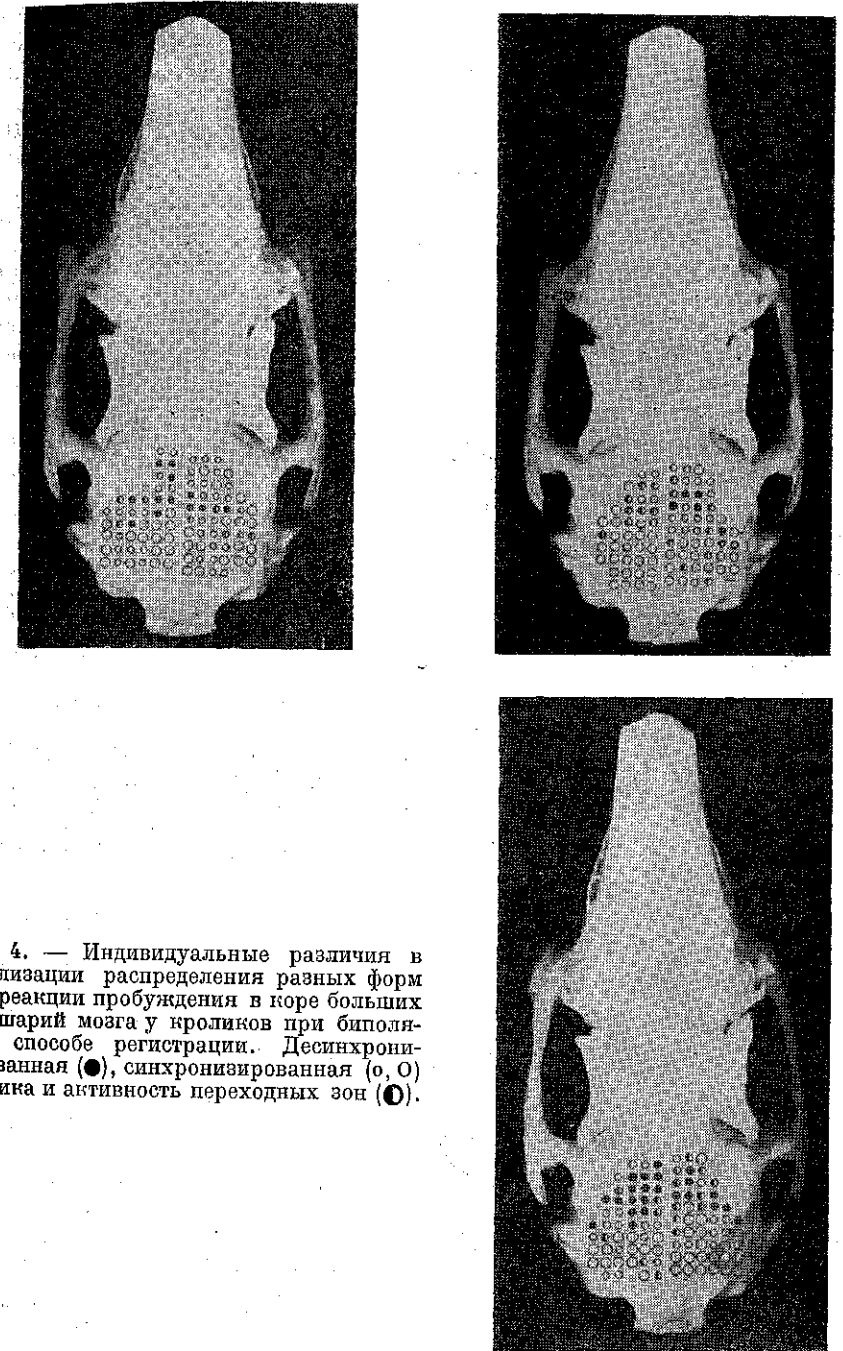 4. — Индивидуальные различия в
лизации распределения разных форм
реакции пробуждения в коре больших
шарий мозга у кроликов при биполя-
способе регистрации. Десинхрони-
ванная (●), синхронизированная (о, О)
ика и активность переходных зон (◐).